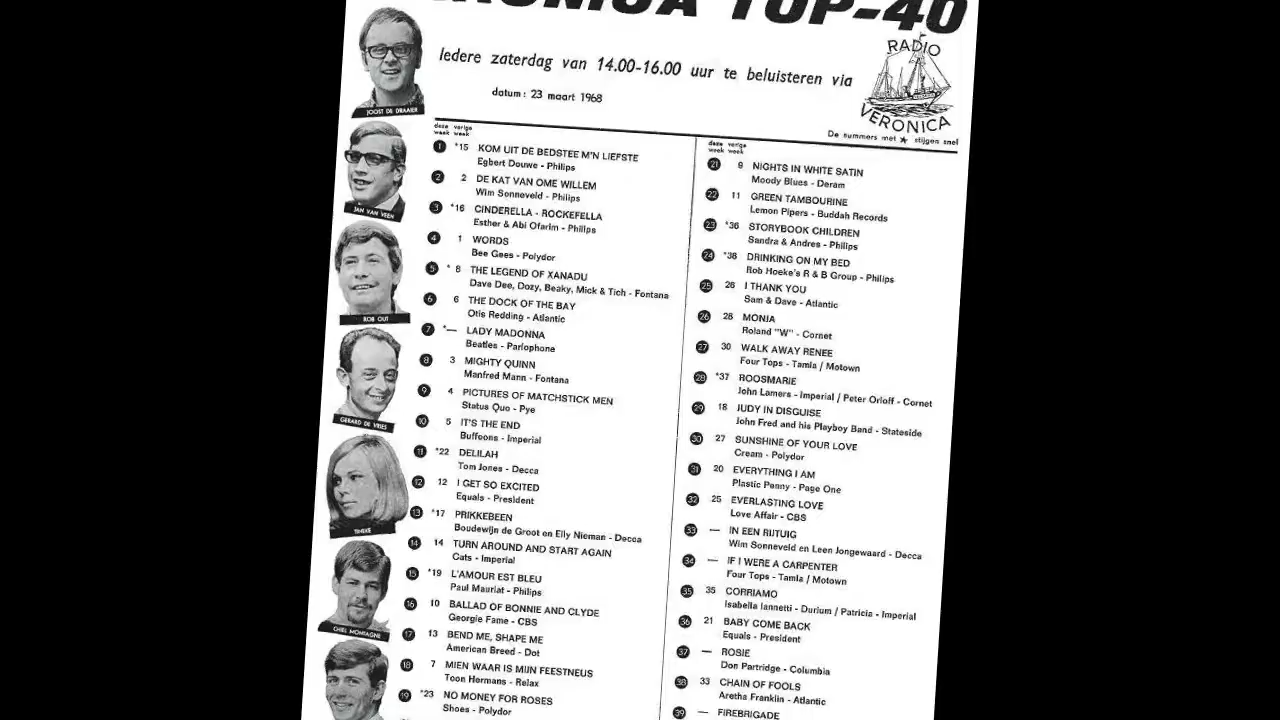 TOP-40
Iedere zaterdag van 14.00-16.00 uur te beluisteren via
datum: 23 maart 1968
RADIO
VERONICA
De nummers met ★ stijgen snel
JOOST DE DRAAIER
JAN VAN VEEN
ROB OUT
GERARD DE VRIES
TINEKE
CHIEL MONTAGNE
deze week vorige week
1 *15 KOM UIT DE BEDSTEE M'N LIEFSTE
Egbert Douwe - Philips
2 2 DE KAT VAN OME WILLEM
Wim Sonneveld - Philips
3 *16 CINDERELLA - ROCKEFELLA
Esther & Abi Ofarim - Philips
4 1 WORDS
Bee Gees - Polydor
5 * 8 THE LEGEND OF XANADU
Dave Dee, Dozy, Beaky, Mick & Tich - Fontana
6 6 THE DOCK OF THE BAY
Otis Redding - Atlantic
7 *— LADY MADONNA
Beatles - Parlophone
8 3 MIGHTY QUINN
Manfred Mann - Fontana
9 4 PICTURES OF MATCHSTICK MEN
Status Quo - Pye
10 5 IT'S THE END
Buffoons - Imperial
11 *22 DELILAH
Tom Jones - Decca
12 12 I GET SO EXCITED
Equals - President
13 *17 PRIKKEBEEN
Boudewijn de Groot en Elly Nieman - Decca
14 14 TURN AROUND AND START AGAIN
Cats - Imperial
15 *19 L'AMOUR EST BLEU
Paul Mauriat - Philips
16 10 BALLAD OF BONNIE AND CLYDE
Georgie Fame - CBS
17 13 BEND ME, SHAPE ME
American Breed - Dot
18 7 MIEN WAAR IS MIJN FEESTNEUS
Toon Hermans - Relax
19 *23 NO MONEY FOR ROSES
Shoes - Polydor
deze week vorige week
21 9 NIGHTS IN WHITE SATIN
Moody Blues - Deram
22 11 GREEN TAMBOURINE
Lemon Pipers - Buddah Records
23 *36 STORYBOOK CHILDREN
Sandra & Andres - Philips
24 *38 DRINKING ON MY BED
Rob Hoeke's R & B Group - Philips
25 26 I THANK YOU
Sam & Dave - Atlantic
26 28 MONJA
Roland "W" - Cornet
27 30 WALK AWAY RENEE
Four Tops - Tamla / Motown
28 *37 ROOSMARIE
John Lamers - Imperial / Peter Orloff - Cornet
29 18 JUDY IN DISGUISE
John Fred and his Playboy Band - Stateside
30 27 SUNSHINE OF YOUR LOVE
Cream - Polydor
31 20 EVERYTHING I AM
Plastic Penny - Page One
32 25 EVERLASTING LOVE
Love Affair - CBS
33 — IN EEN RIJTUIG
Wim Sonneveld en Leen Jongewaard - Decca
34 — IF I WERE A CARPENTER
Four Tops - Tamla / Motown
35 35 CORRIAMO
Isabella Iannetti - Durium / Patricia - Imperial
36 21 BABY COME BACK
Equals - President
37 — ROSIE
Don Partridge - Columbia
38 33 CHAIN OF FOOLS
Aretha Franklin - Atlantic
39 — FIREBRIGADE